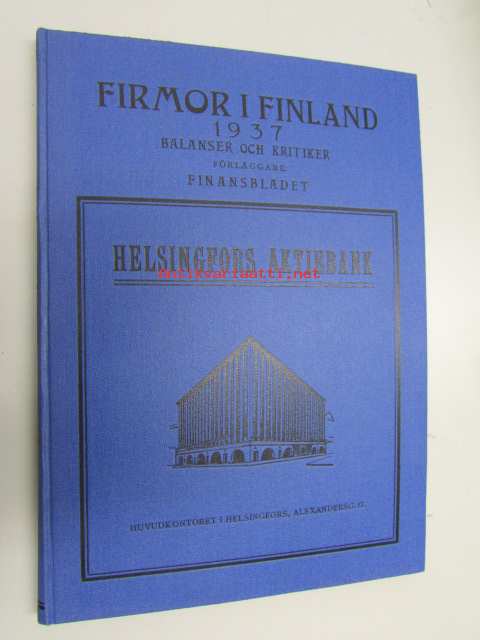 FIRMOR I FINLAND
1937
BALANSER OCH KRITIKER
FÖRLÄGGARE
FINANSBLADET
HELSINGFORS AKTIEBANK
Antikvariaatti.net
HUVUDKONTORET I HELSINGFORS, ALEXANDERSG. 17.